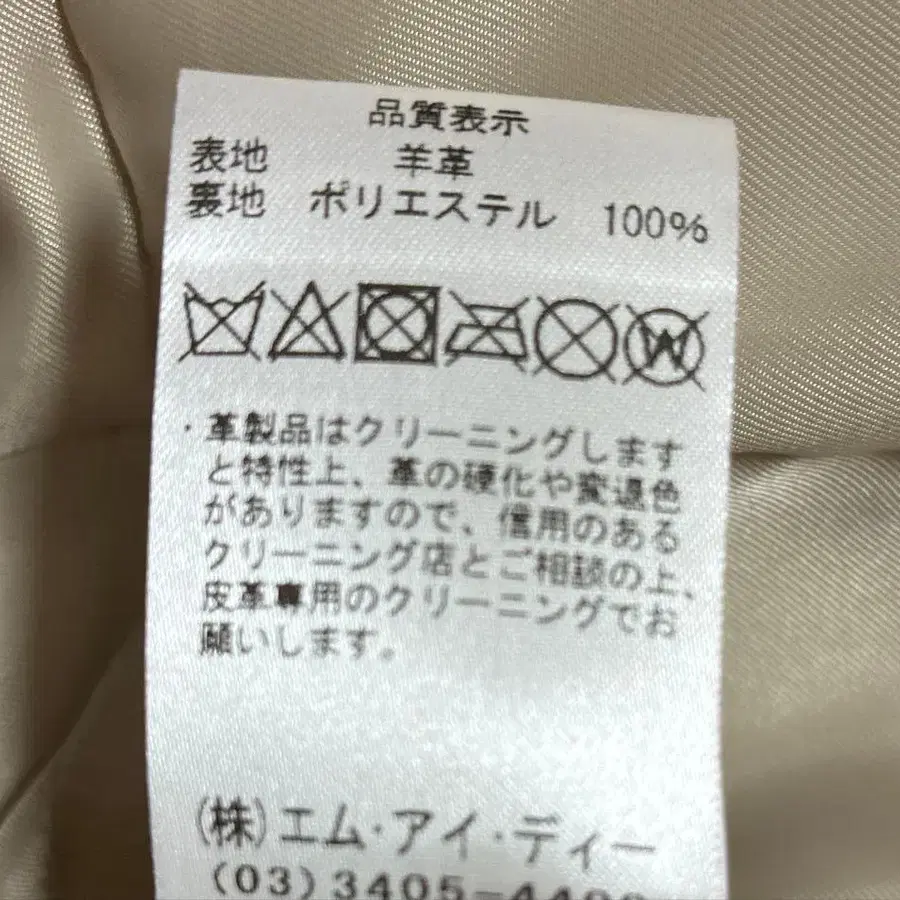 品質表示
表地 羊革
裏地 ポリエステル 100%
W
・革製品はクリーニングします
と特性上、革の硬化や変退色
がありますので、信用のある
クリーニング店とご相談の上、
皮革専用のクリーニングでお
願いします。
(株)エム・アイ・ディー
(03)3405-4